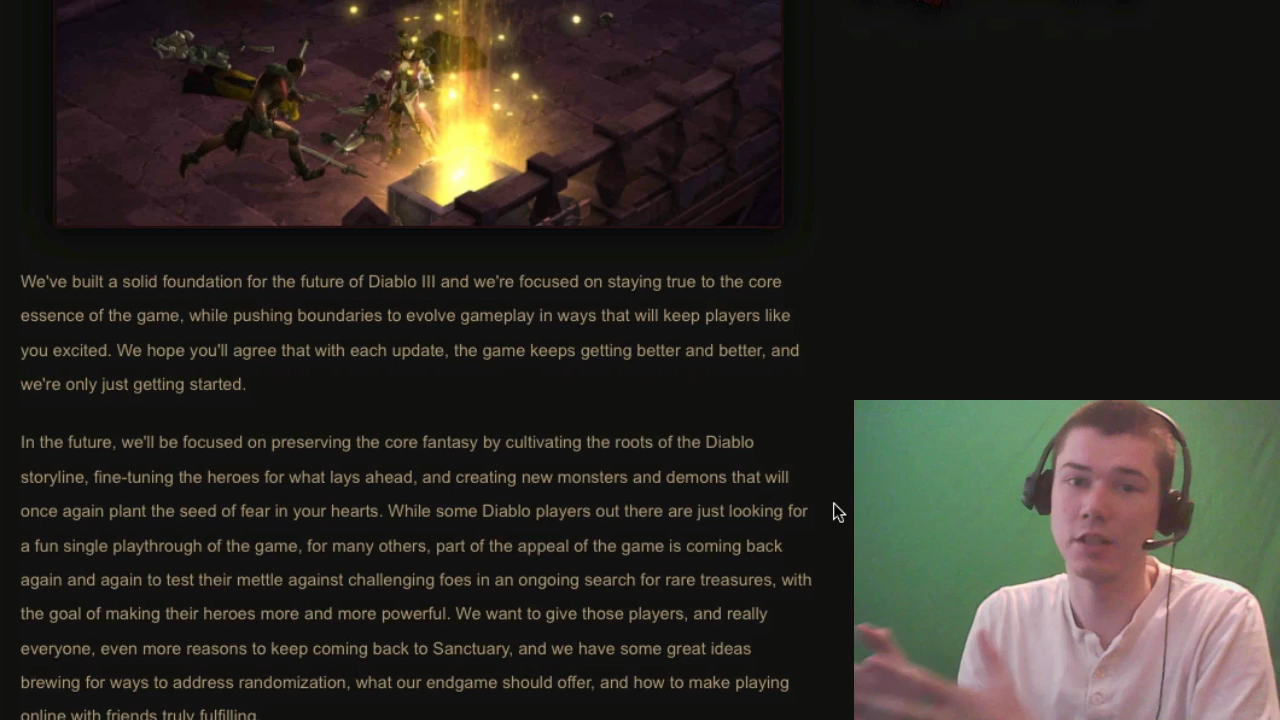 We've built a solid foundation for the future of Diablo III and we're focused on staying true to the core
essence of the game, while pushing boundaries to evolve gameplay in ways that will keep players like
you excited. We hope you'll agree that with each update, the game keeps getting better and better, and
we're only just getting started.
In the future, we'll be focused on preserving the core fantasy by cultivating the roots of the Diablo
storyline, fine-tuning the heroes for what lays ahead, and creating new monsters and demons that will
once again plant the seed of fear in your hearts. While some Diablo players out there are just looking for
a fun single playthrough of the game, for many others, part of the appeal of the game is coming back
again and again to test their mettle against challenging foes in an ongoing search for rare treasures, with
the goal of making their heroes more and more powerful. We want to give those players, and really
everyone, even more reasons to keep coming back to Sanctuary, and we have some great ideas
brewing for ways to address randomization, what our endgame should offer, and how to make playing
online with friends truly fulfilling.